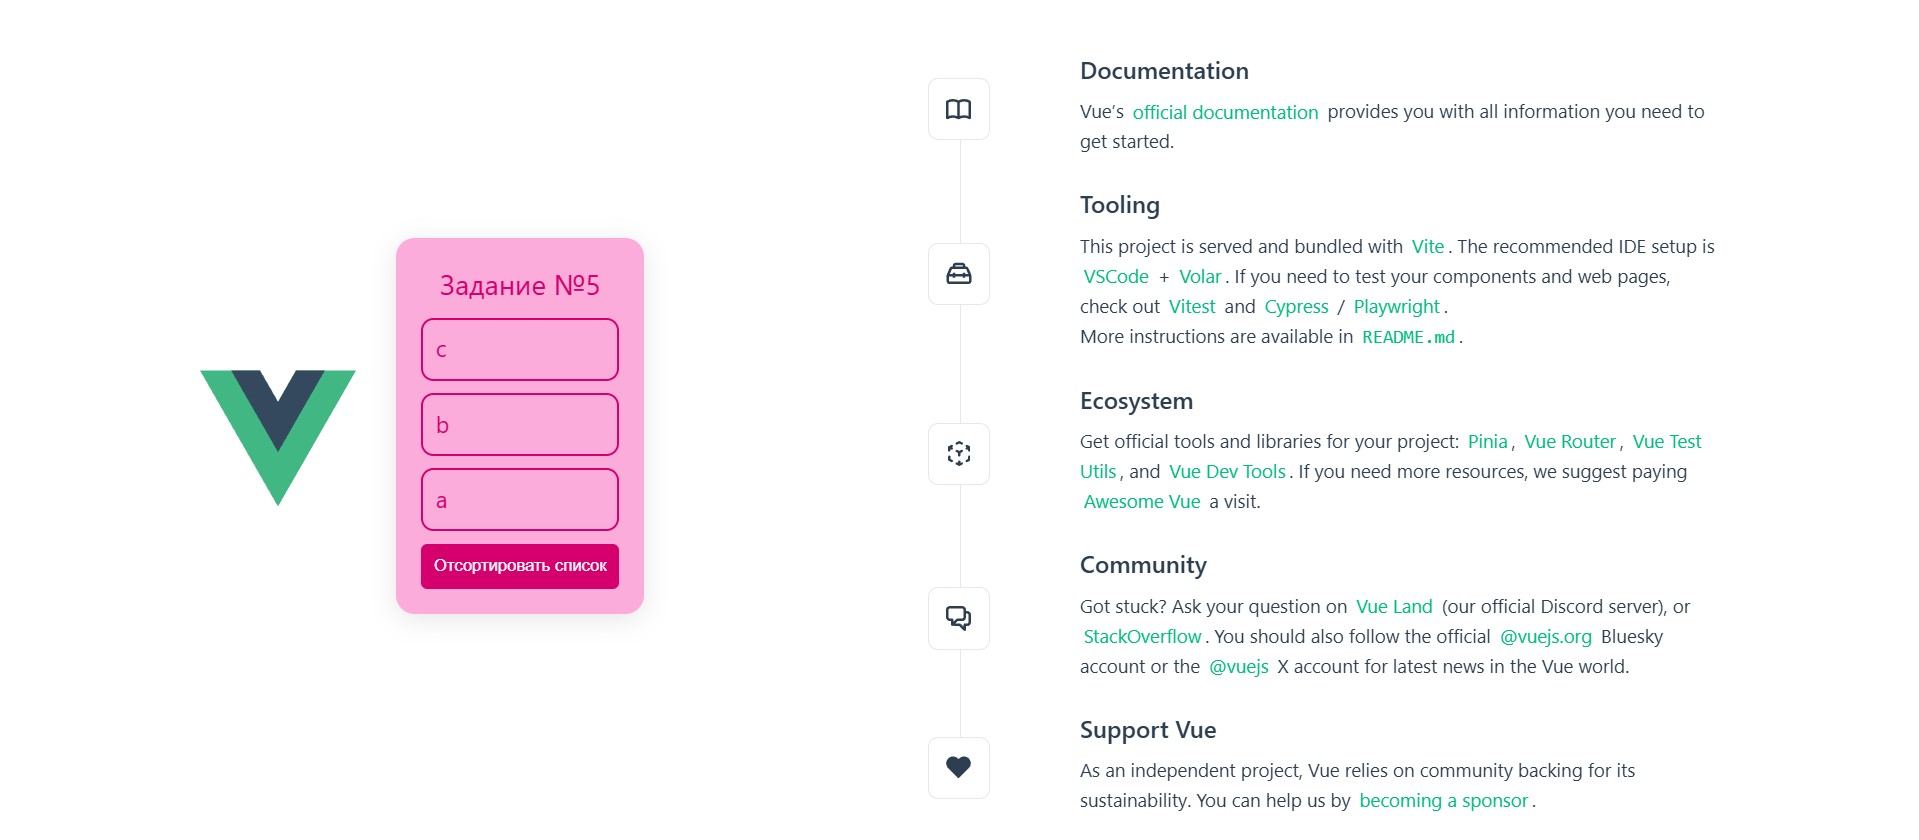 Задание №5
c
b
a
Отсортировать список
Documentation
Vue’s official documentation provides you with all information you need to
get started.
Tooling
This project is served and bundled with Vite. The recommended IDE setup is
VSCode + Volar. If you need to test your components and web pages,
check out Vitest and Cypress / Playwright.
More instructions are available in README.md.
Ecosystem
Get official tools and libraries for your project: Pinia, Vue Router, Vue Test
Utils, and Vue Dev Tools. If you need more resources, we suggest paying
Awesome Vue a visit.
Community
Got stuck? Ask your question on Vue Land (our official Discord server), or
StackOverflow. You should also follow the official @vuejs.org Bluesky
account or the @vuejs X account for latest news in the Vue world.
Support Vue
As an independent project, Vue relies on community backing for its
sustainability. You can help us by becoming a sponsor.